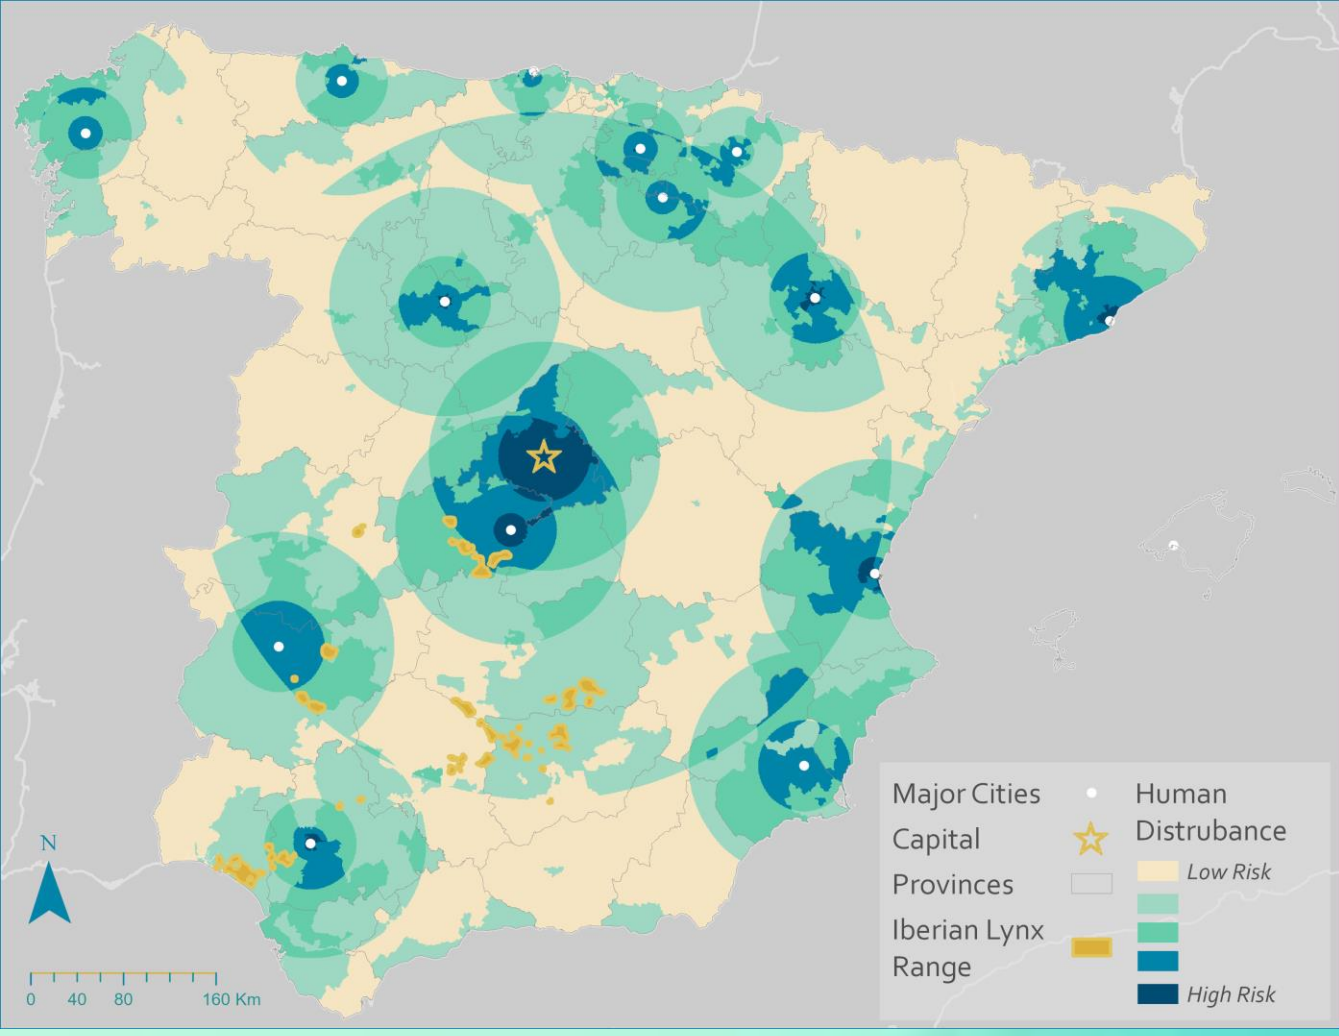 N
0 40 80 160 Km
Major Cities
Capital
Provinces
Iberian Lynx
Range
Human
Distrubance
Low Risk
High Risk